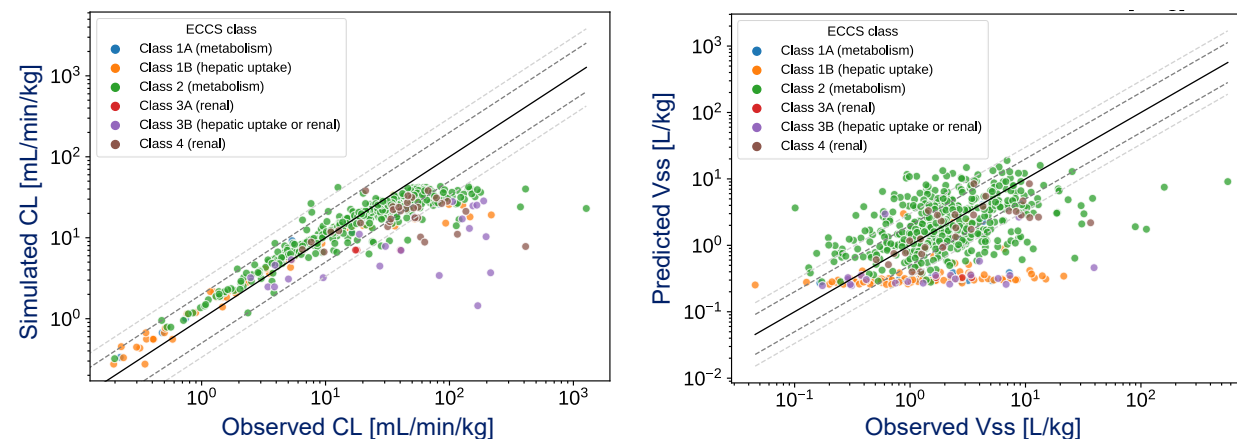 ECCS class
Class 1A (metabolism)
Class 1B (hepatic uptake)
Class 2 (metabolism)
Class 3A (renal)
Class 3B (hepatic uptake or renal)
Class 4 (renal)
Simulated CL [mL/min/kg]
10³
10²
10¹
10⁰
10⁰ 10¹ 10² 10³
Observed CL [mL/min/kg]
ECCS class
Class 1A (metabolism)
Class 1B (hepatic uptake)
Class 2 (metabolism)
Class 3A (renal)
Class 3B (hepatic uptake or renal)
Class 4 (renal)
Predicted Vss [L/kg]
10³
10²
10¹
10⁰
10⁻¹
10⁻²
10⁻¹ 10⁰ 10¹ 10²
Observed Vss [L/kg]